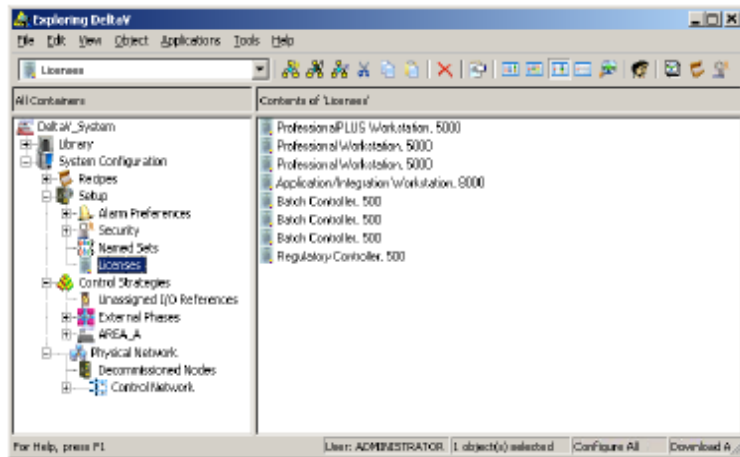 Exploring DeltaV
File Edit View Object Applications Tools Help
Licenses
All Containers
Contents of 'Licenses'
DeltaV_System
Library
System Configuration
Recipes
Setup
Alarm Preferences
Security
Named Sets
Licenses
Control Strategies
Unassigned I/O References
External Phases
AREA_A
Physical Network
Decommissioned Nodes
Control Network
ProfessionalPLUS Workstation, 5000
Professional Workstation, 5000
Professional Workstation, 5000
Application/Integration Workstation, 8000
Batch Controller, 500
Batch Controller, 500
Batch Controller, 500
Regulatory Controller, 500
For Help, press F1
User: ADMINISTRATOR
1 object(s) selected
Configure All
Download A